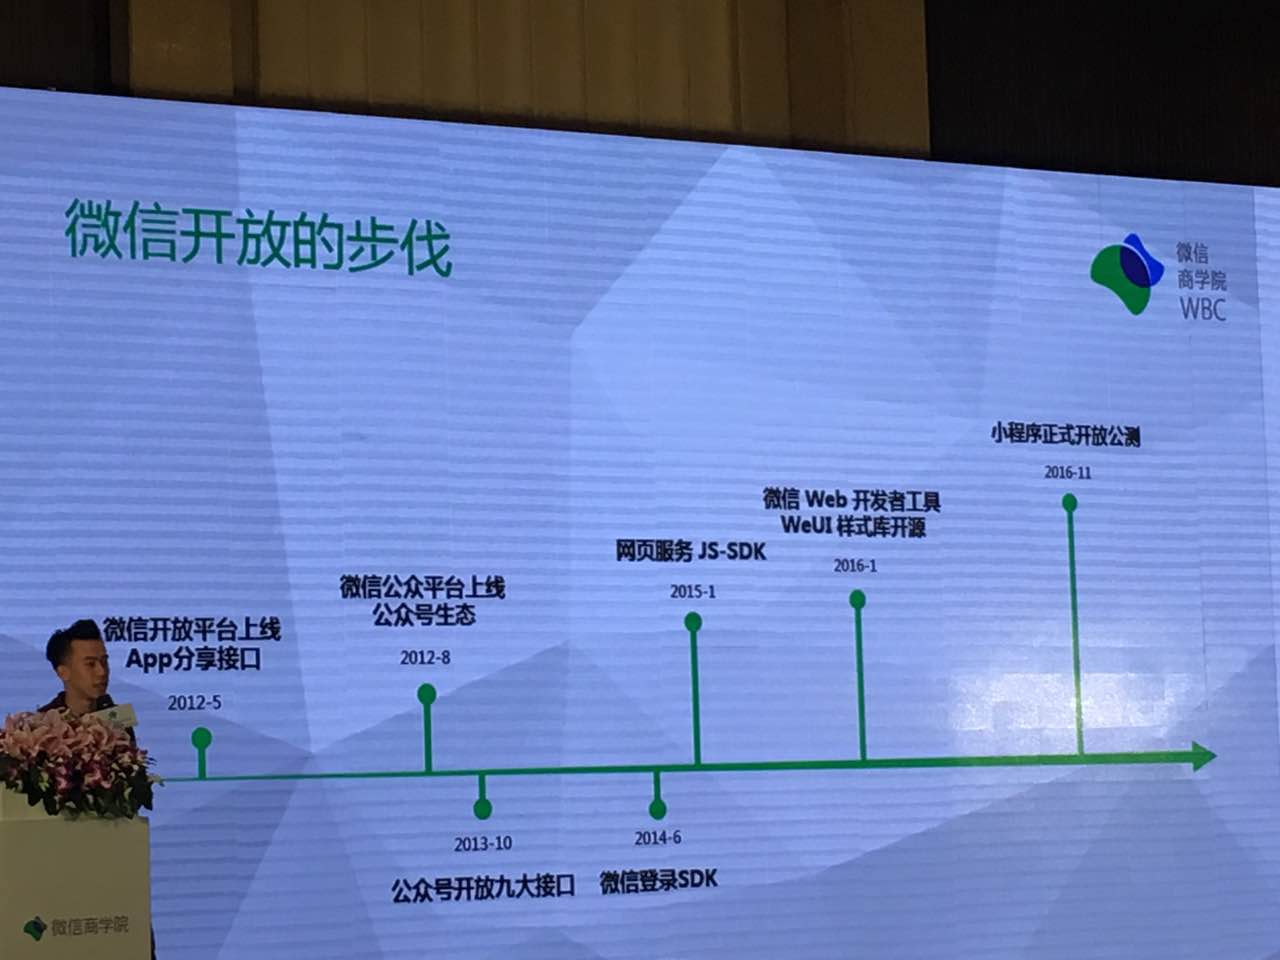 微信开放的步伐
微信
商学院
WBC
微信开放平台上线
App分享接口
2012-5
微信公众平台上线
公众号生态
2012-8
2013-10
公众号开放九大接口
2014-6
微信登录SDK
网页服务 JS-SDK
2015-1
微信 Web 开发者工具
WeUI 样式库开源
2016-1
小程序正式开放公测
2016-11
微信商学院